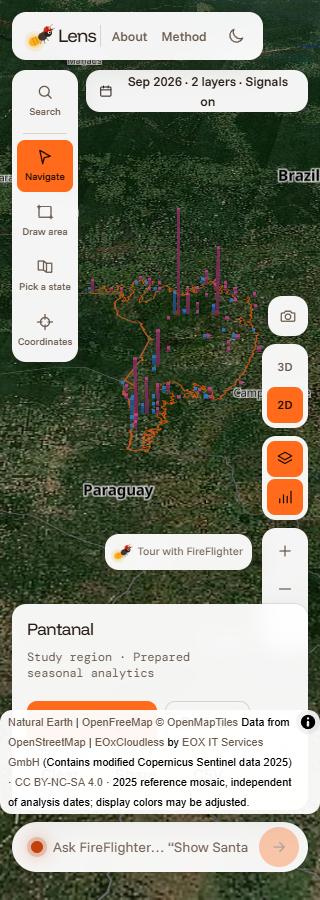 Lens
About
Method
Sep 2026 · 2 layers · Signals
on
Search
Navigate
Draw area
Pick a state
Coordinates
Brazil
3D
2D
Paraguay
Tour with FireFlighter
Pantanal
Study region · Prepared
seasonal analytics
Natural Earth | OpenFreeMap © OpenMapTiles Data from
OpenStreetMap | EOxCloudless by EOX IT Services
GmbH (Contains modified Copernicus Sentinel data 2025)
· CC BY-NC-SA 4.0 · 2025 reference mosaic, independent
of analysis dates; display colors may be adjusted.
Ask FireFlighter... "Show Santa